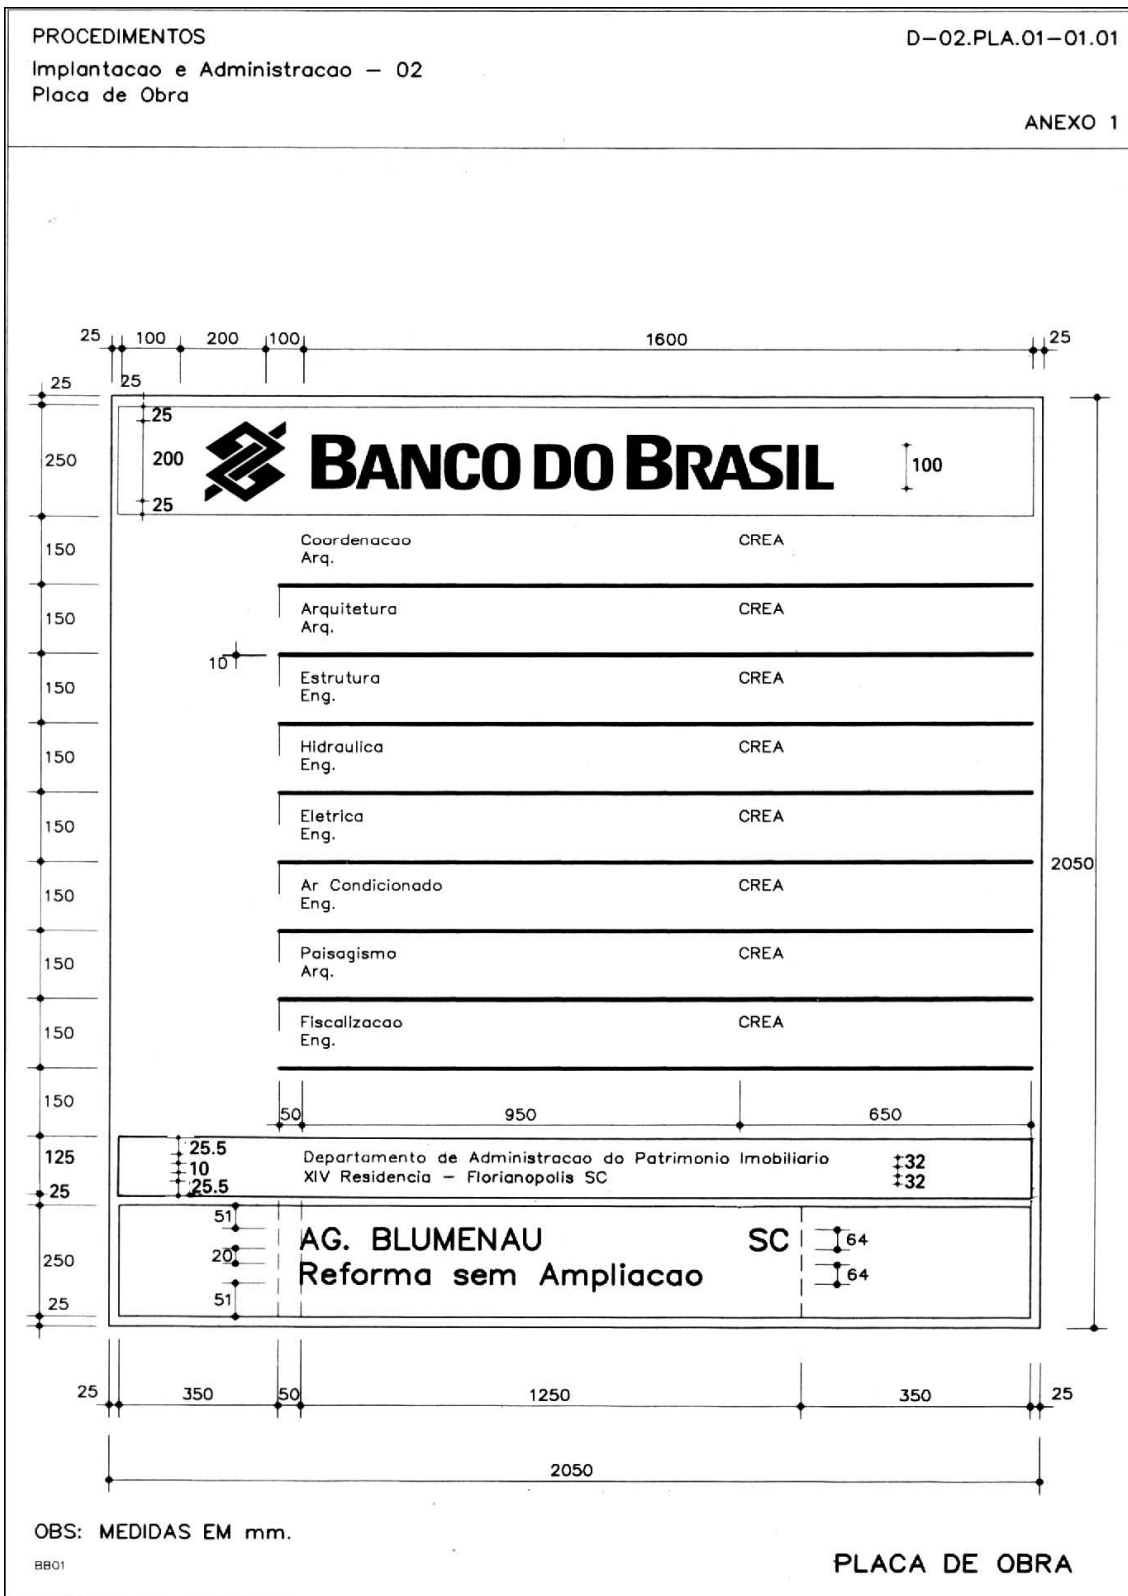 PROCEDIMENTOS D-02.PLA.01-01.01
Implantacao e Administracao - 02
Placa de Obra
ANEXO 1
25 100 200 100 1600 25
25 25
25
250 200 BANCO DO BRASIL 100
25
150 Coordenacao CREA
Arq.
150 Arquitetura CREA
Arq.
10
150 Estrutura CREA
Eng.
150 Hidraulica CREA
Eng.
150 Eletrica CREA
Eng.
2050
150 Ar Condicionado CREA
Eng.
150 Paisagismo CREA
Arq.
150 Fiscalizacao CREA
Eng.
150 50 950 650
125 25.5 Departamento de Administracao do Patrimonio Imobiliario 32
10 XIV Residencia - Florianopolis SC 32
25 25.5
51
AG. BLUMENAU SC 64
250 20 Reforma sem Ampliacao 64
25 51
25 350 50 1250 350 25
2050
OBS: MEDIDAS EM mm.
BB01 PLACA DE OBRA